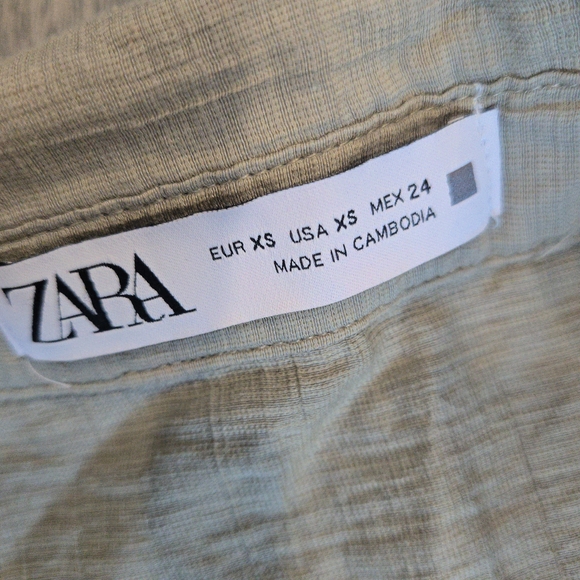 ZARA
EUR XS USA XS MEX 24
MADE IN CAMBODIA